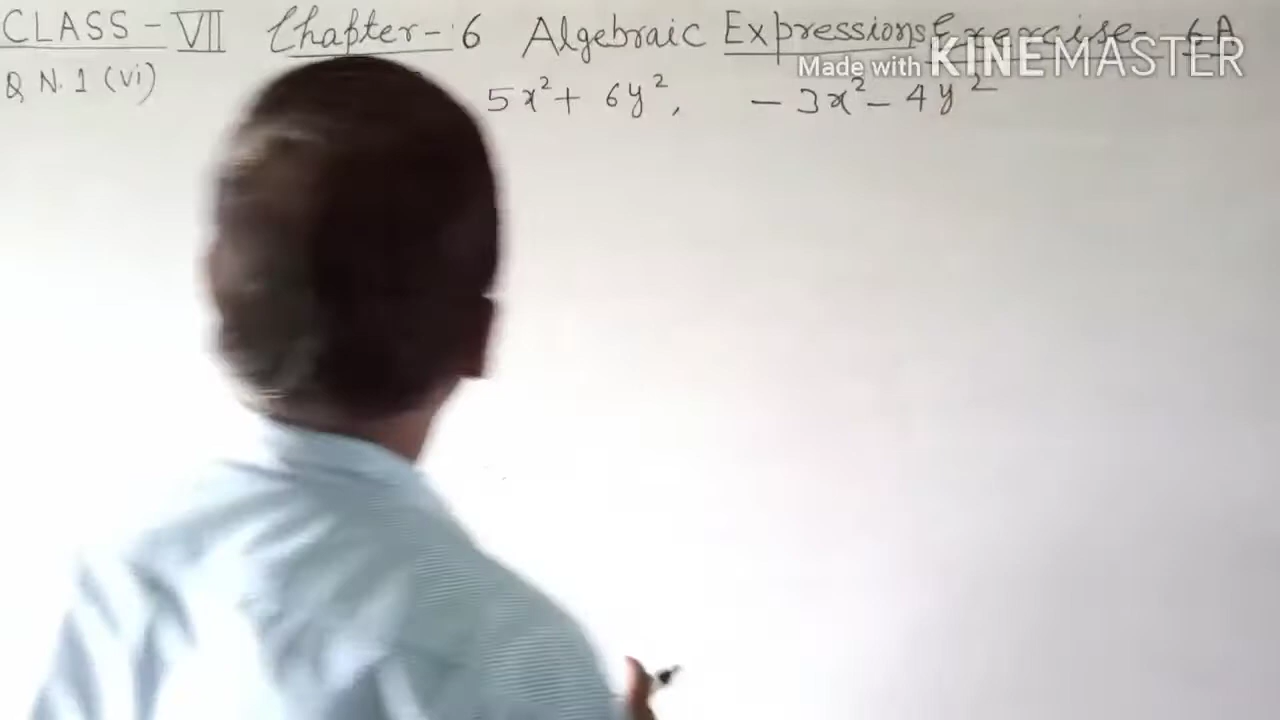 CLASS - VII Chapter - 6 Algebraic Expressions Exercise - 6A
Made with KINEMASTER
Q N. 1 (vi) 5x² + 6y², - 3x² - 4y²